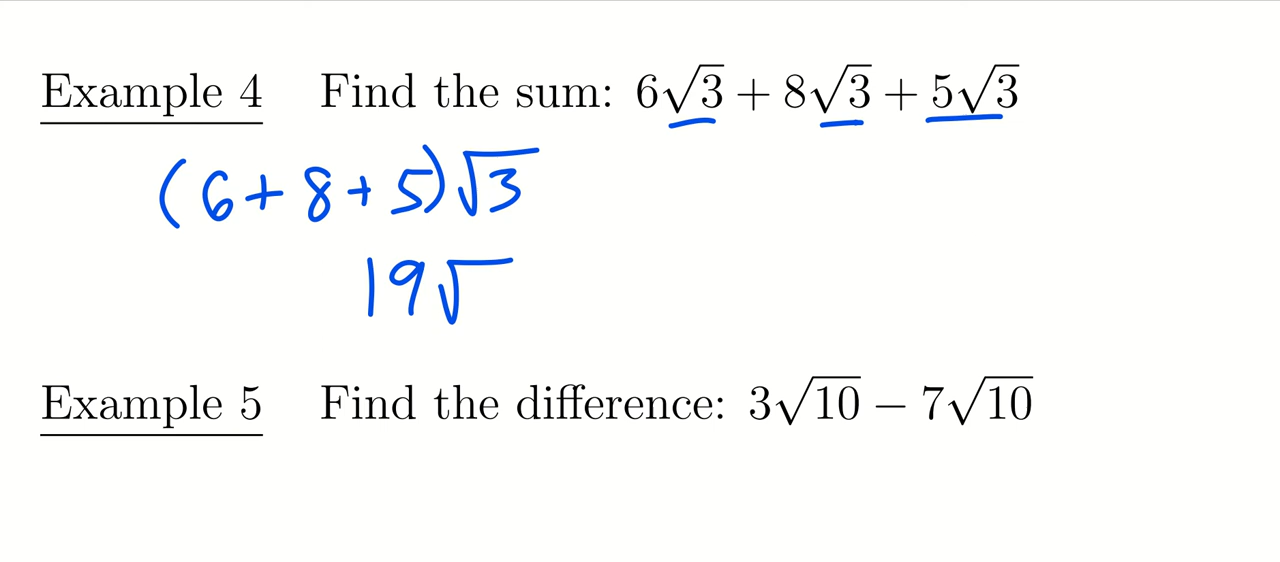 Example 4 Find the sum: 6√3 + 8√3 + 5√3
(6+8+5)√3
19√
Example 5 Find the difference: 3√10 − 7√10